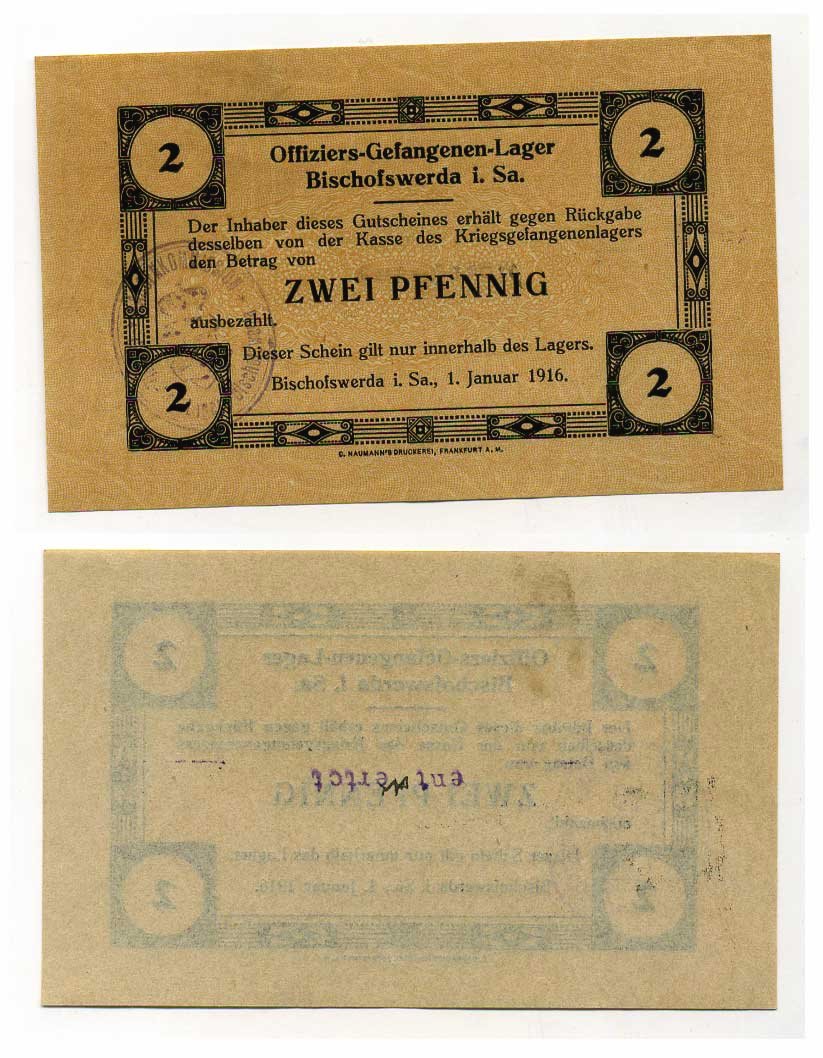 2
2
Offiziers-Gefangenen-Lager
Bischofswerda i. Sa.
Der Inhaber dieses Gutscheines erhält gegen Rückgabe
desselben von der Kasse des Kriegsgefangenenlagers
den Betrag von
ZWEI PFENNIG
ausbezahlt.
Dieser Schein gilt nur innerhalb des Lagers.
Bischofswerda i. Sa., 1. Januar 1916.
2
2
C. NAUMANN'S DRUCKEREI, FRANKFURT A. M.
entwertet